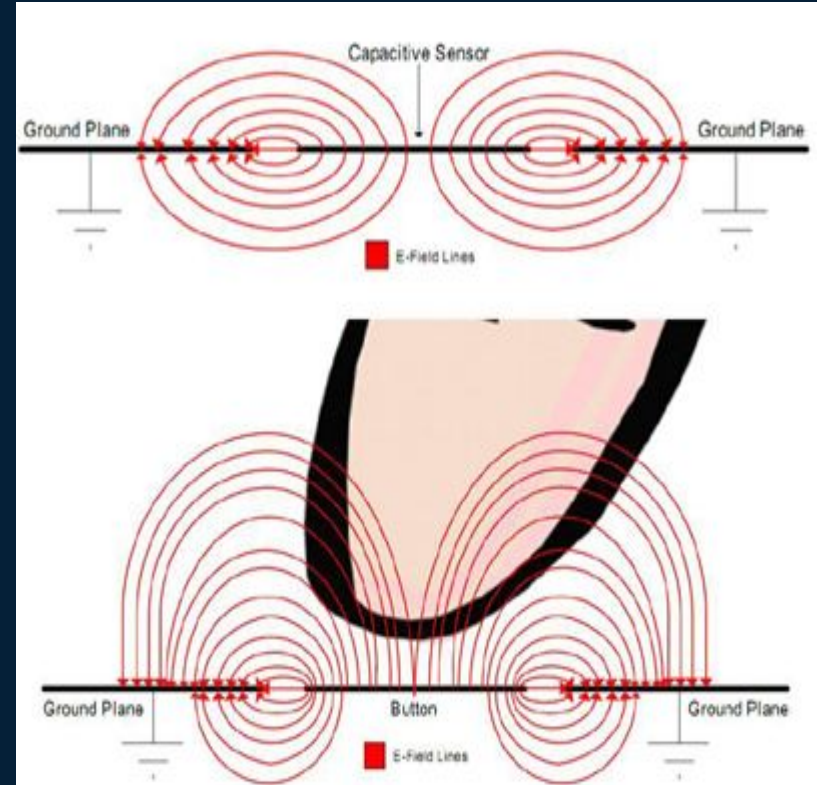 Capacitive Sensor
Ground Plane
Ground Plane
E-Field Lines
Ground Plane
Button
Ground Plane
E-Field Lines